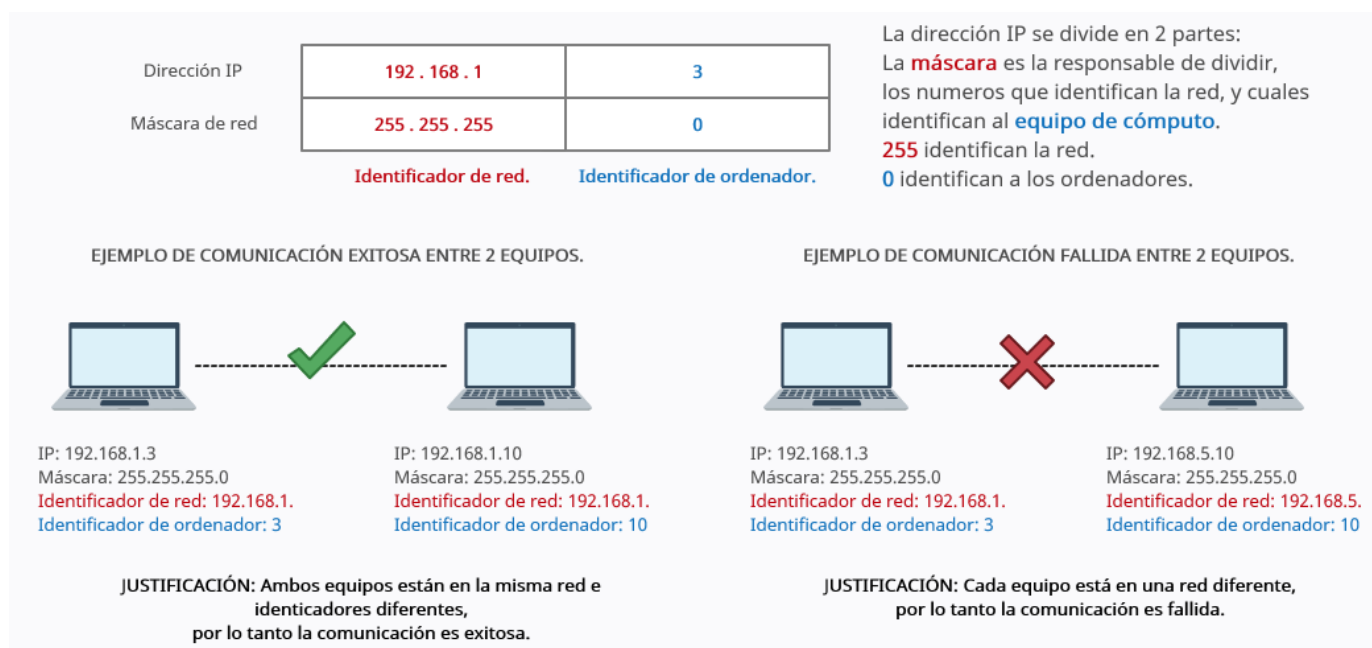 Dirección IP
192 . 168 . 1
3
Máscara de red
255 . 255 . 255
0
Identificador de red.
Identificador de ordenador.
La dirección IP se divide en 2 partes:
La máscara es la responsable de dividir,
los numeros que identifican la red, y cuales
identifican al equipo de cómputo.
255 identifican la red.
0 identifican a los ordenadores.
EJEMPLO DE COMUNICACIÓN EXITOSA ENTRE 2 EQUIPOS.
IP: 192.168.1.3
Máscara: 255.255.255.0
Identificador de red: 192.168.1.
Identificador de ordenador: 3
IP: 192.168.1.10
Máscara: 255.255.255.0
Identificador de red: 192.168.1.
Identificador de ordenador: 10
JUSTIFICACIÓN: Ambos equipos están en la misma red e
identicadores diferentes,
por lo tanto la comunicación es exitosa.
EJEMPLO DE COMUNICACIÓN FALLIDA ENTRE 2 EQUIPOS.
IP: 192.168.1.3
Máscara: 255.255.255.0
Identificador de red: 192.168.1.
Identificador de ordenador: 3
IP: 192.168.5.10
Máscara: 255.255.255.0
Identificador de red: 192.168.5.
Identificador de ordenador: 10
JUSTIFICACIÓN: Cada equipo está en una red diferente,
por lo tanto la comunicación es fallida.